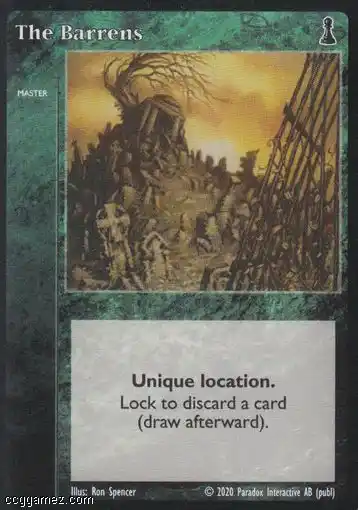 The Barrens
MASTER
Unique location.
Lock to discard a card
(draw afterward).
Illus: Ron Spencer
© 2020 Paradox Interactive AB (publ)
ccggamez.com